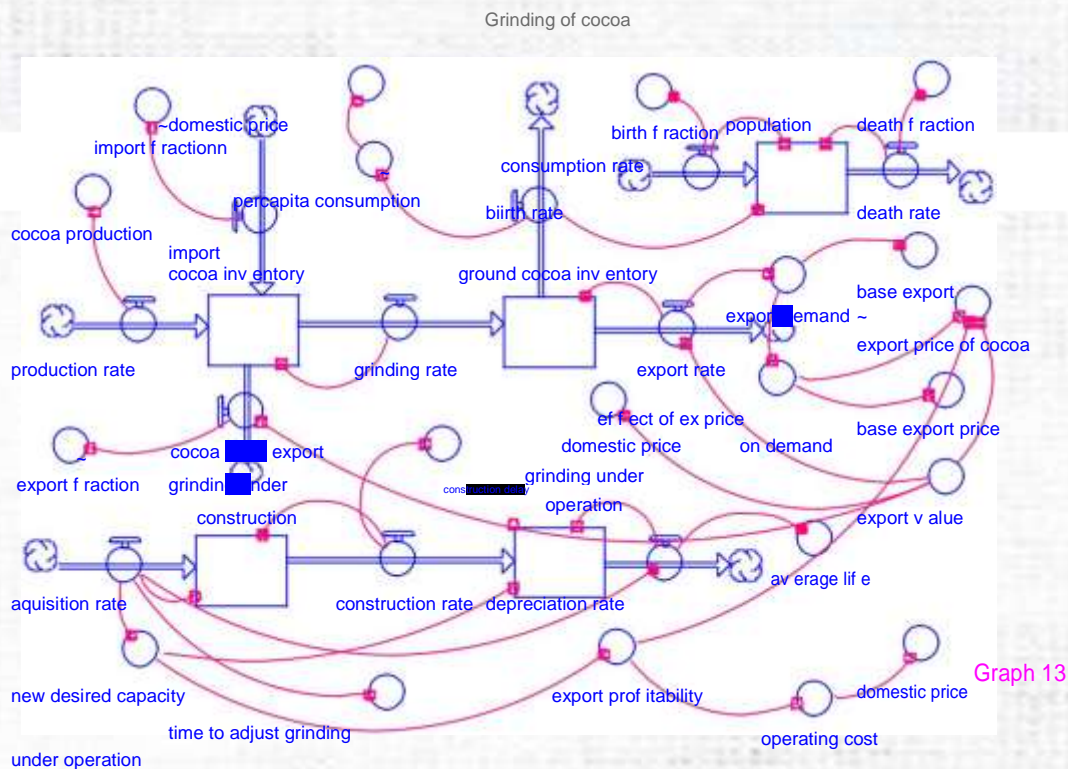 Grinding of cocoa
~domestic price
import f ractionn
birth f raction
population
death f raction
consumption rate
percapita consumption
biirth rate
death rate
cocoa production
import
cocoa inv entory
ground cocoa inv entory
base export
~
export price of cocoa
production rate
grinding rate
export rate
ef f ect of ex price
base export price
domestic price
on demand
cocoa export
~
export f raction
grinding under
operation
construction
export v alue
av erage lif e
aquisition rate
construction rate
depreciation rate
Graph 13
new desired capacity
export prof itability
domestic price
time to adjust grinding
operating cost
under operation